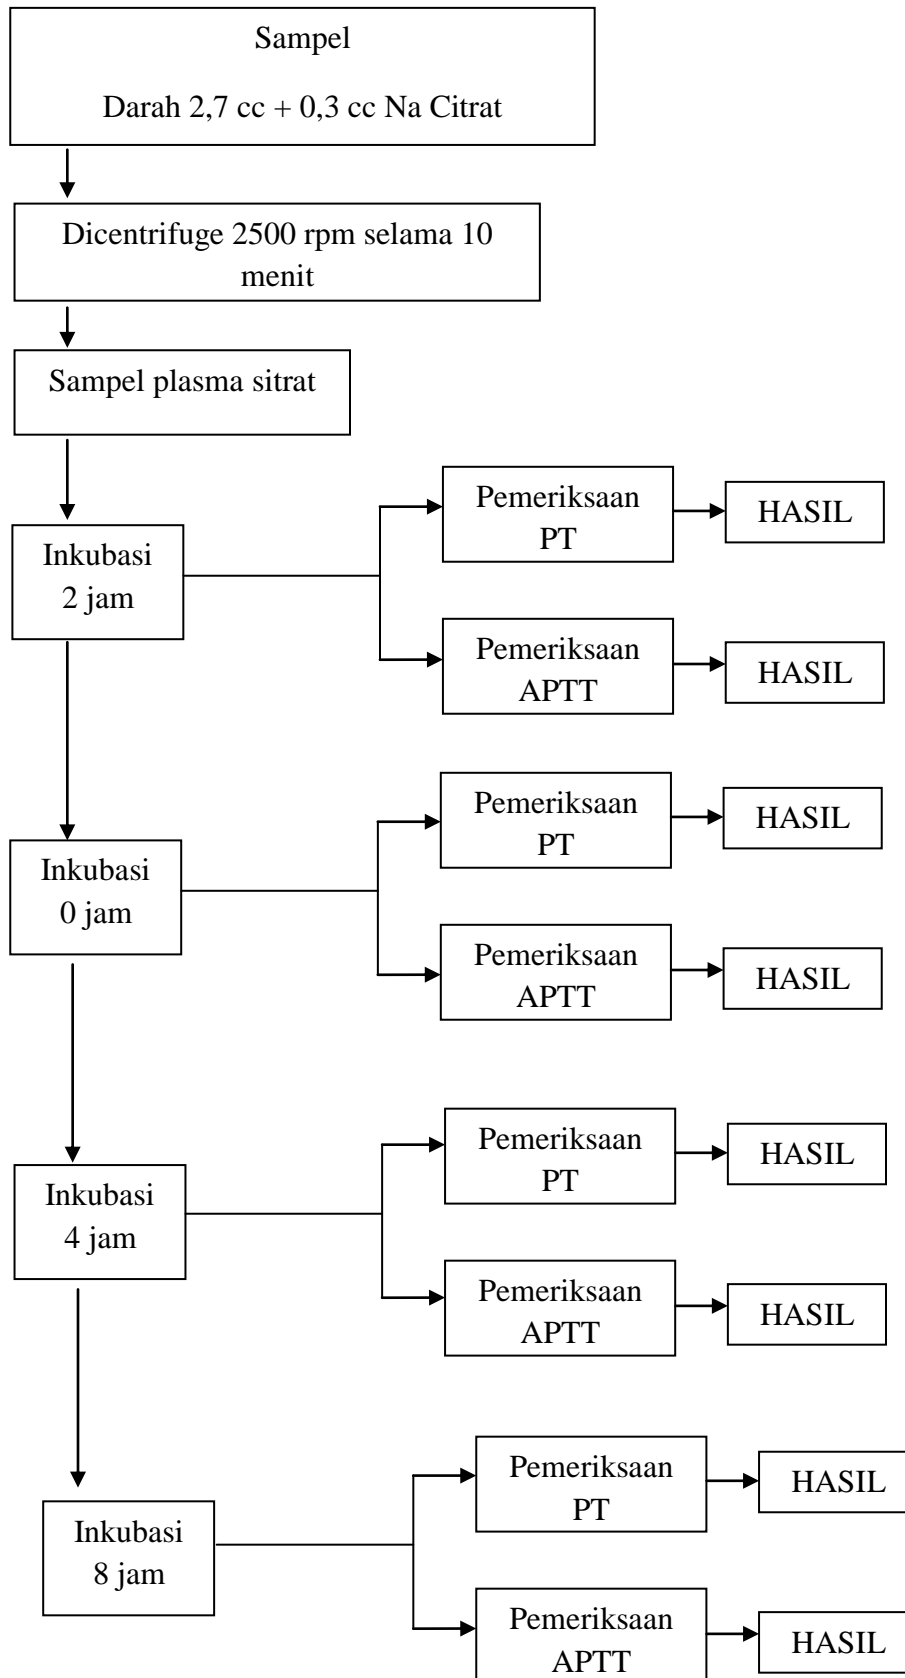 Sampel
Darah 2,7 cc + 0,3 cc Na Citrat
Dicentrifuge 2500 rpm selama 10
menit
Sampel plasma sitrat
Inkubasi
2 jam
Pemeriksaan
PT
HASIL
Pemeriksaan
APTT
HASIL
Inkubasi
0 jam
Pemeriksaan
PT
HASIL
Pemeriksaan
APTT
HASIL
Inkubasi
4 jam
Pemeriksaan
PT
HASIL
Pemeriksaan
APTT
HASIL
Inkubasi
8 jam
Pemeriksaan
PT
HASIL
Pemeriksaan
APTT
HASIL